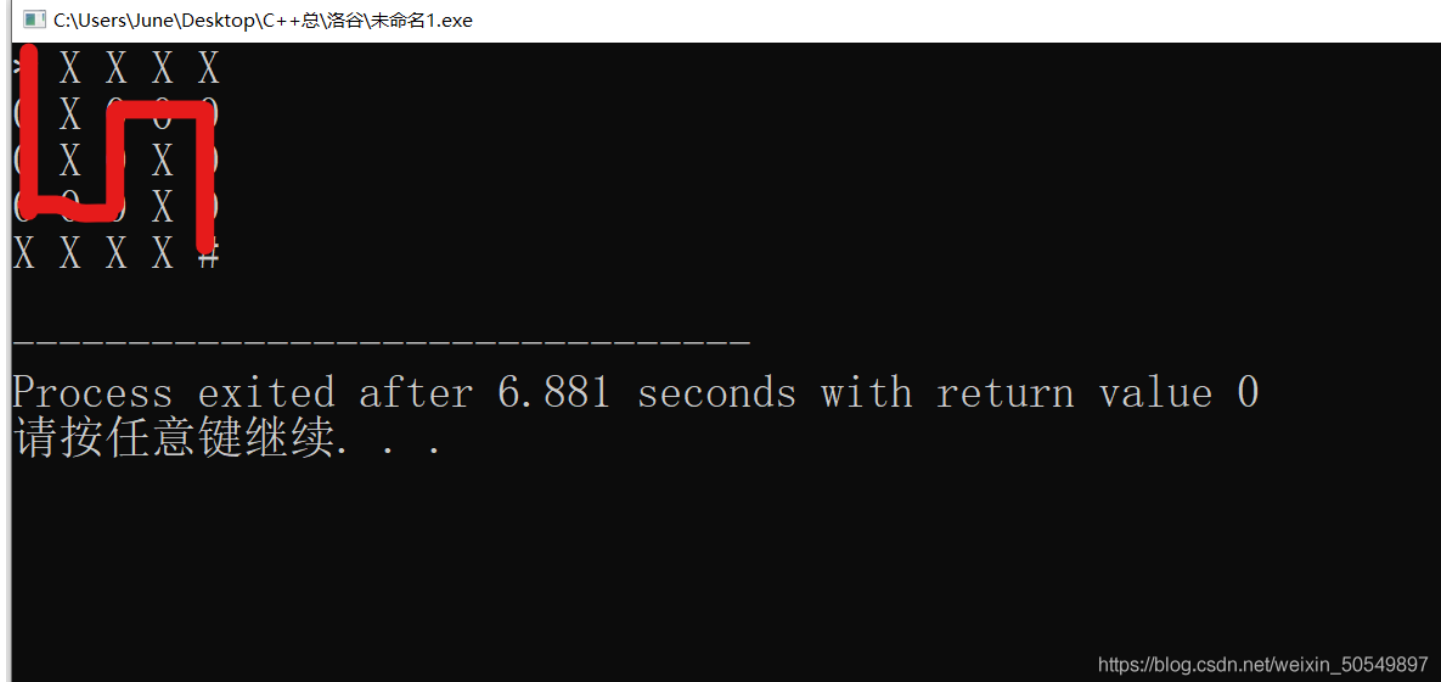 C:\Users\June\Desktop\C++总\洛谷\未命名1.exe
X X X X
X
X X
X
X X X X #
--------------------------------
Process exited after 6.881 seconds with return value 0
请按任意键继续. . .
https://blog.csdn.net/weixin_50549897